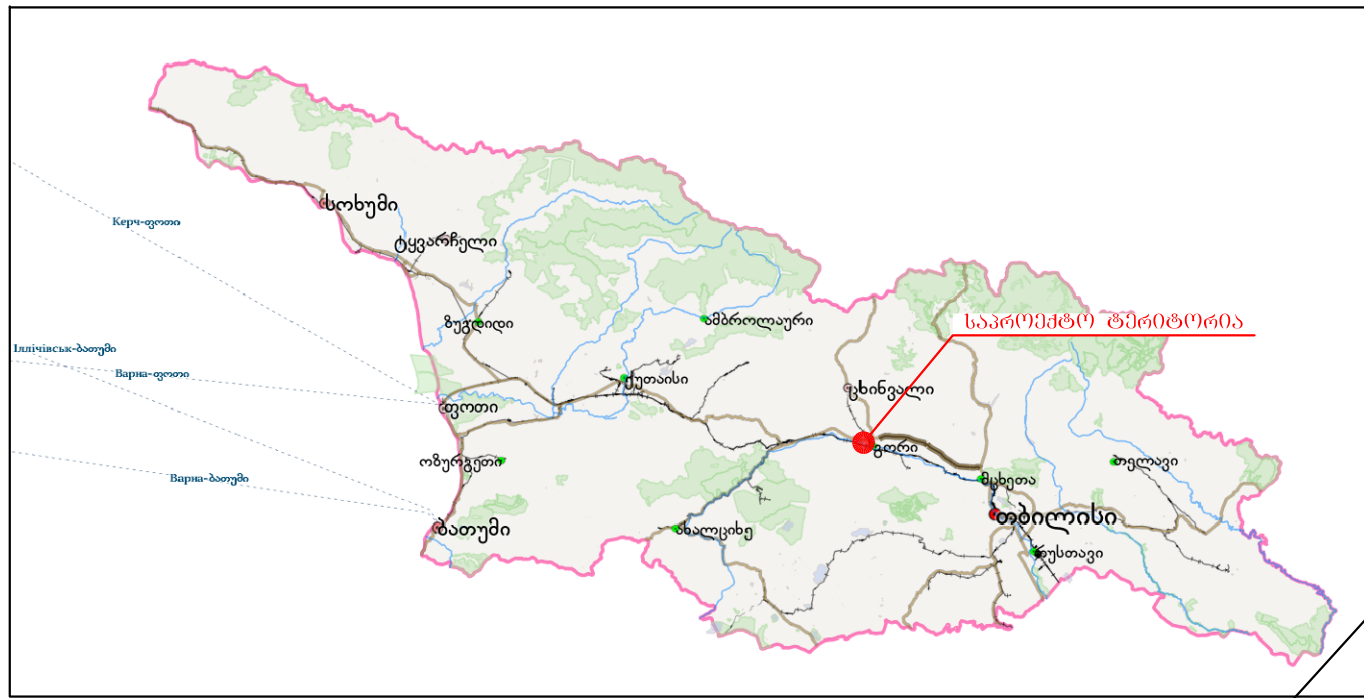 სოხუმი
Керч-ფოთი
ტყვარჩელი
ზუგდიდი
ამბროლაური
საპროექტო ტერიტორია
Іллічівськ-ბათუმი
Варна-ფოთი
ქუთაისი
ცხინვალი
ფოთი
გორი
ოზურგეთი
თელავი
Варна-ბათუმი
მცხეთა
თბილისი
ბათუმი
ახალციხე
რუსთავი